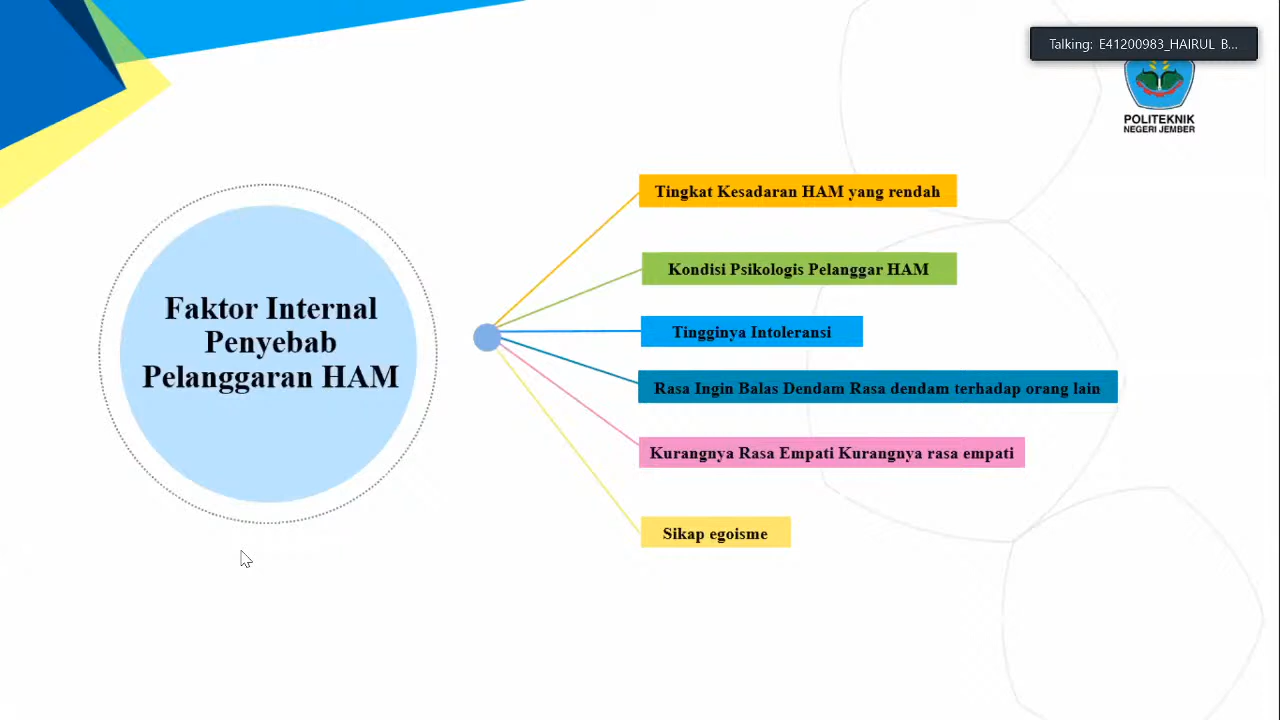 Talking: E41200983_HAIRUL B...
POLITEKNIK
NEGERI JEMBER
Faktor Internal
Penyebab
Pelanggaran HAM
Tingkat Kesadaran HAM yang rendah
Kondisi Psikologis Pelanggar HAM
Tingginya Intoleransi
Rasa Ingin Balas Dendam Rasa dendam terhadap orang lain
Kurangnya Rasa Empati Kurangnya rasa empati
Sikap egoisme